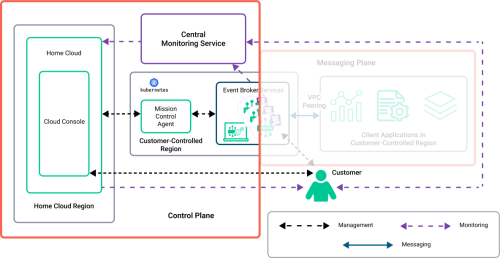 Central
Monitoring Service
Home Cloud
Messaging Plane
kubernetes
Event Broker Services
VPC
Peering
Cloud Console
Mission
Control
Agent
Client Applications in
Customer-Controlled Region
Customer-Controlled
Region
Customer
Home Cloud Region
Control Plane
Management
Monitoring
Messaging